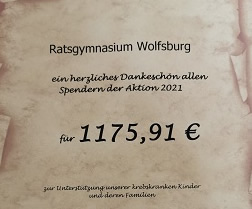 Ratsgymnasium Wolfsburg
ein herzliches Dankeschön allen
Spendern der Aktion 2021
für 1175,91 €
zur Unterstützung unserer krebskranken Kinder
und deren Familien